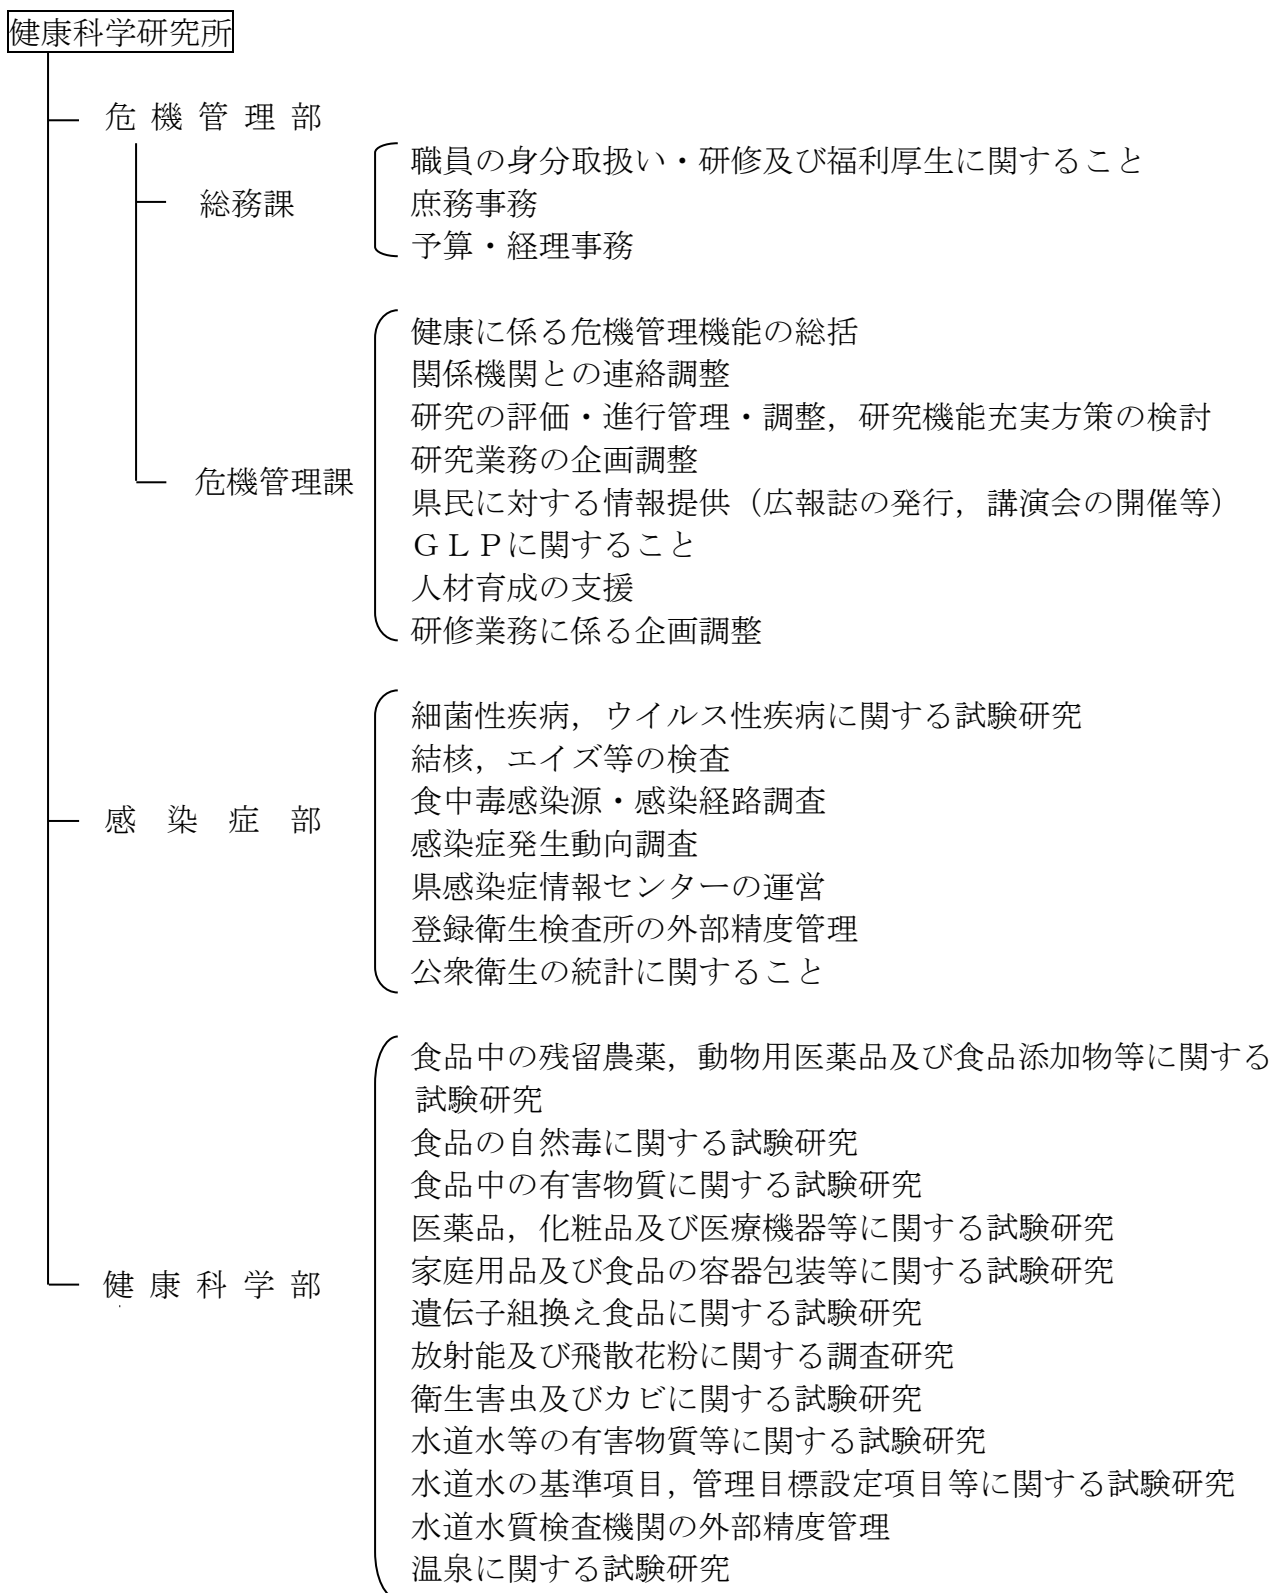 健康科学研究所
危機管理部
職員の身分取扱い・研修及び福利厚生に関すること
総務課
庶務事務
予算・経理事務
健康に係る危機管理機能の総括
関係機関との連絡調整
研究の評価・進行管理・調整，研究機能充実方策の検討
研究業務の企画調整
危機管理課
県民に対する情報提供（広報誌の発行，講演会の開催等）
ＧＬＰに関すること
人材育成の支援
研修業務に係る企画調整
細菌性疾病，ウイルス性疾病に関する試験研究
結核，エイズ等の検査
食中毒感染源・感染経路調査
感染症部
感染症発生動向調査
県感染症情報センターの運営
登録衛生検査所の外部精度管理
公衆衛生の統計に関すること
食品中の残留農薬，動物用医薬品及び食品添加物等に関する
試験研究
食品の自然毒に関する試験研究
食品中の有害物質に関する試験研究
医薬品，化粧品及び医療機器等に関する試験研究
家庭用品及び食品の容器包装等に関する試験研究
健康科学部
遺伝子組換え食品に関する試験研究
放射能及び飛散花粉に関する調査研究
衛生害虫及びカビに関する試験研究
水道水等の有害物質等に関する試験研究
水道水の基準項目，管理目標設定項目等に関する試験研究
水道水質検査機関の外部精度管理
温泉に関する試験研究